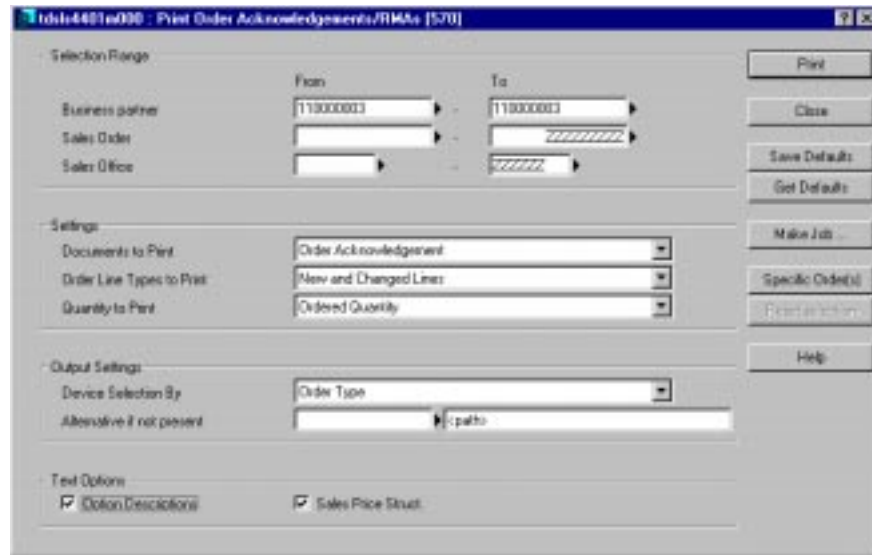 tdsls4401m000 : Print Order Acknowledgements/RMAs [570]
Selection Range
From To
Business partner 110000003 - 110000003
Sales Order - ZZZZZZZZZ
Sales Office - ZZZZZZ
Settings
Documents to Print Order Acknowledgement
Order Line Types to Print New and Changed Lines
Quantity to Print Ordered Quantity
Output Settings
Device Selection By Order Type
Alternative if not present <path>
Text Options
Option Descriptions Sales Price Struct.
Print
Close
Save Defaults
Get Defaults
Make Job ...
Specific Order(s)
Help